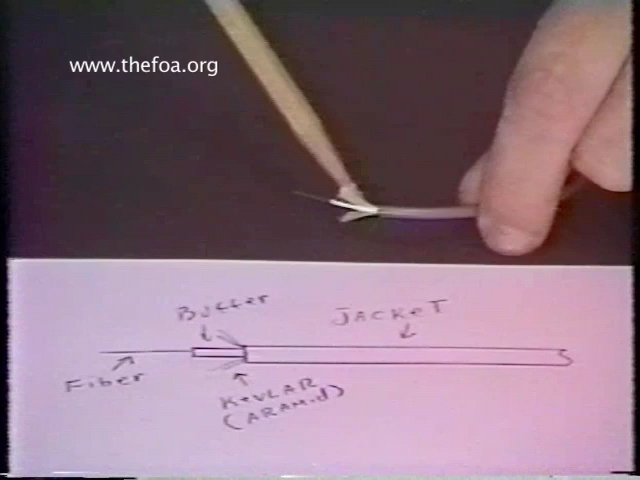 www.thefoa.org
Buffer
JACKeT
Fiber
KevLAR
(ARAMid)